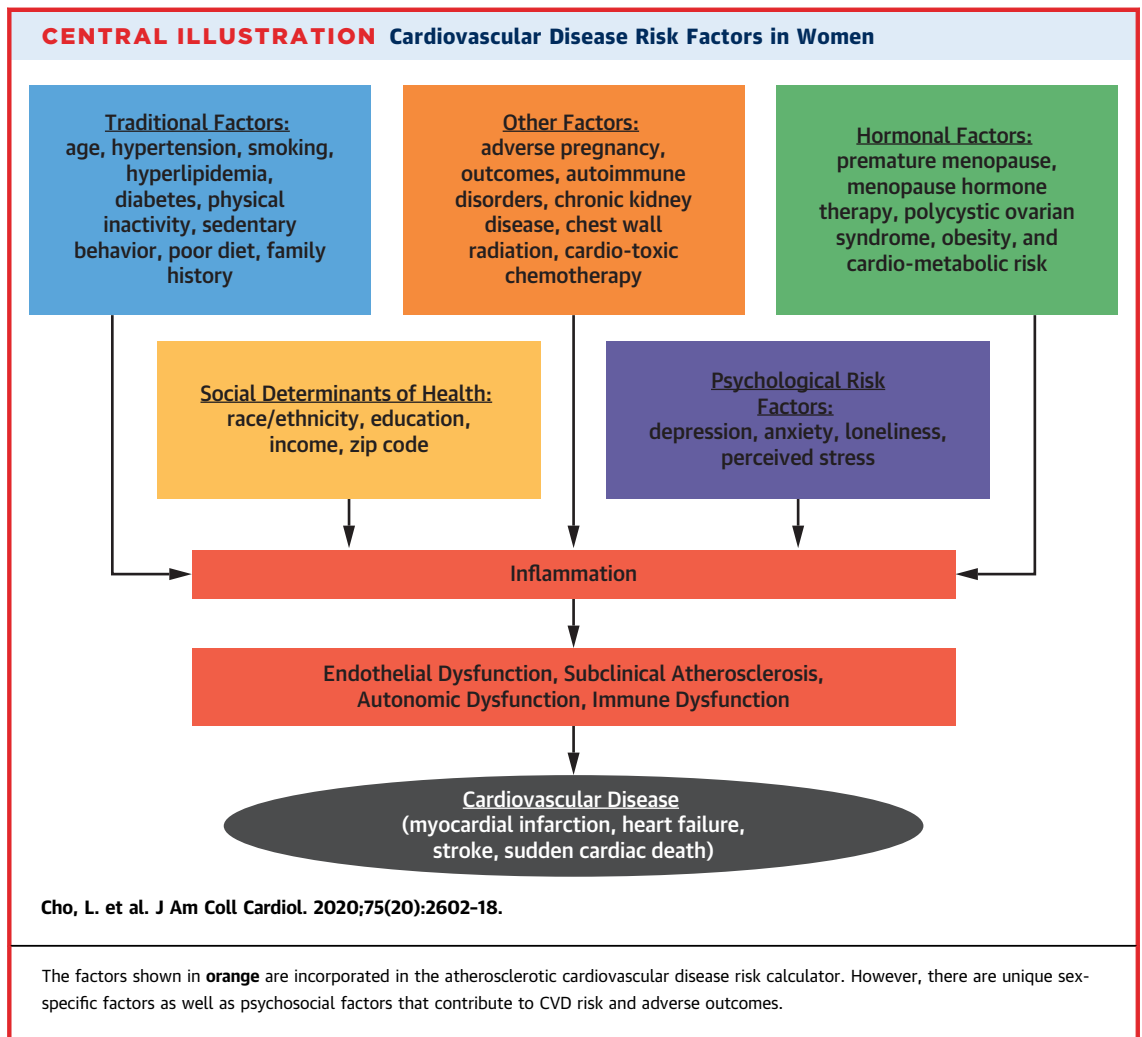 CENTRAL ILLUSTRATION Cardiovascular Disease Risk Factors in Women
Traditional Factors:
age, hypertension, smoking,
hyperlipidemia,
diabetes, physical
inactivity, sedentary
behavior, poor diet, family
history
Other Factors:
adverse pregnancy,
outcomes, autoimmune
disorders, chronic kidney
disease, chest wall
radiation, cardio-toxic
chemotherapy
Hormonal Factors:
premature menopause,
menopause hormone
therapy, polycystic ovarian
syndrome, obesity, and
cardio-metabolic risk
Social Determinants of Health:
race/ethnicity, education,
income, zip code
Psychological Risk
Factors:
depression, anxiety, loneliness,
perceived stress
Inflammation
Endothelial Dysfunction, Subclinical Atherosclerosis,
Autonomic Dysfunction, Immune Dysfunction
Cardiovascular Disease
(myocardial infarction, heart failure,
stroke, sudden cardiac death)
Cho, L. et al. J Am Coll Cardiol. 2020;75(20):2602–18.
The factors shown in orange are incorporated in the atherosclerotic cardiovascular disease risk calculator. However, there are unique sex-
specific factors as well as psychosocial factors that contribute to CVD risk and adverse outcomes.